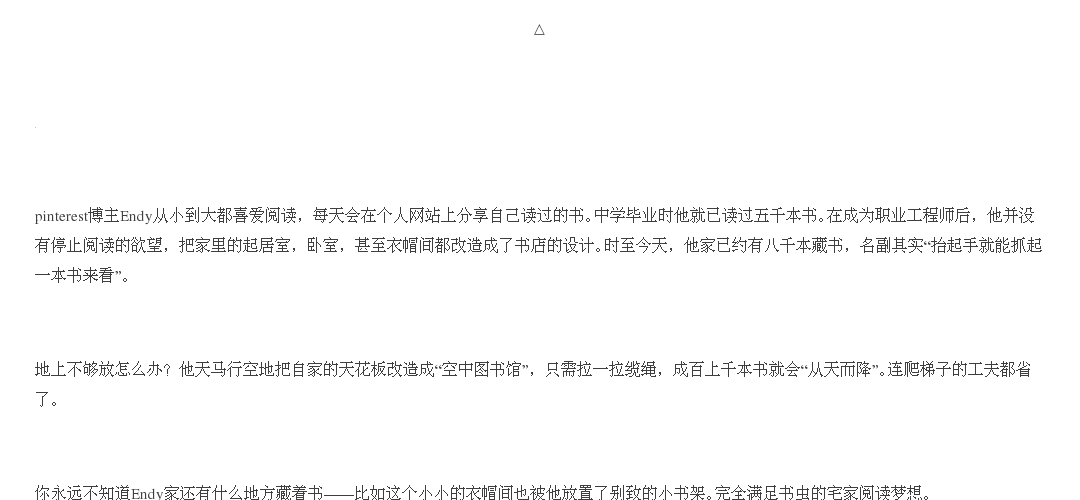 △
pinterest博主Endy从小到大都喜爱阅读，每天会在个人网站上分享自己读过的书。中学毕业时他就已读过五千本书。在成为职业工程师后，他并没
有停止阅读的欲望，把家里的起居室，卧室，甚至衣帽间都改造成了书店的设计。时至今天，他家已约有八千本藏书，名副其实“抬起手就能抓起
一本书来看”。
地上不够放怎么办？他天马行空地把自家的天花板改造成“空中图书馆”，只需拉一拉缆绳，成百上千本书就会“从天而降”。连爬梯子的工夫都省
了。
你永远不知道Endy家还有什么地方藏着书——比如这个小小的衣帽间也被他放置了别致的小书架。完全满足书虫的宅家阅读梦想。